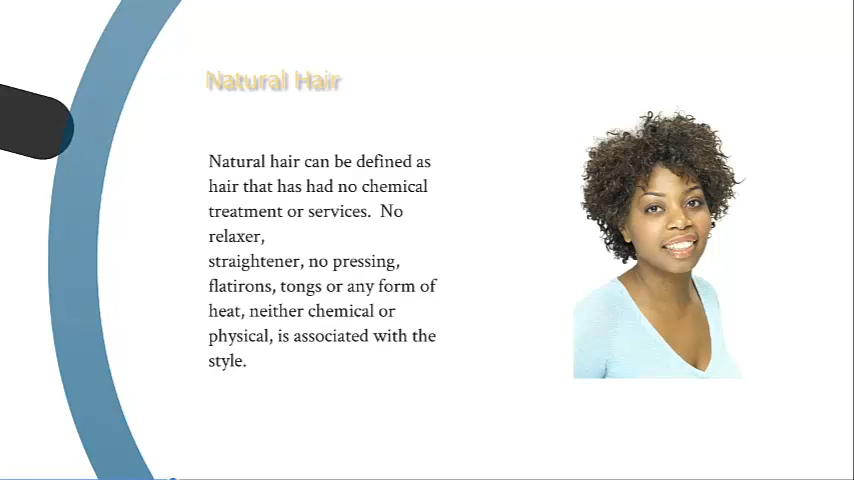 Natural Hair
Natural hair can be defined as
hair that has had no chemical
treatment or services.  No
relaxer,
straightener, no pressing,
flatirons, tongs or any form of
heat, neither chemical or
physical, is associated with the
style.